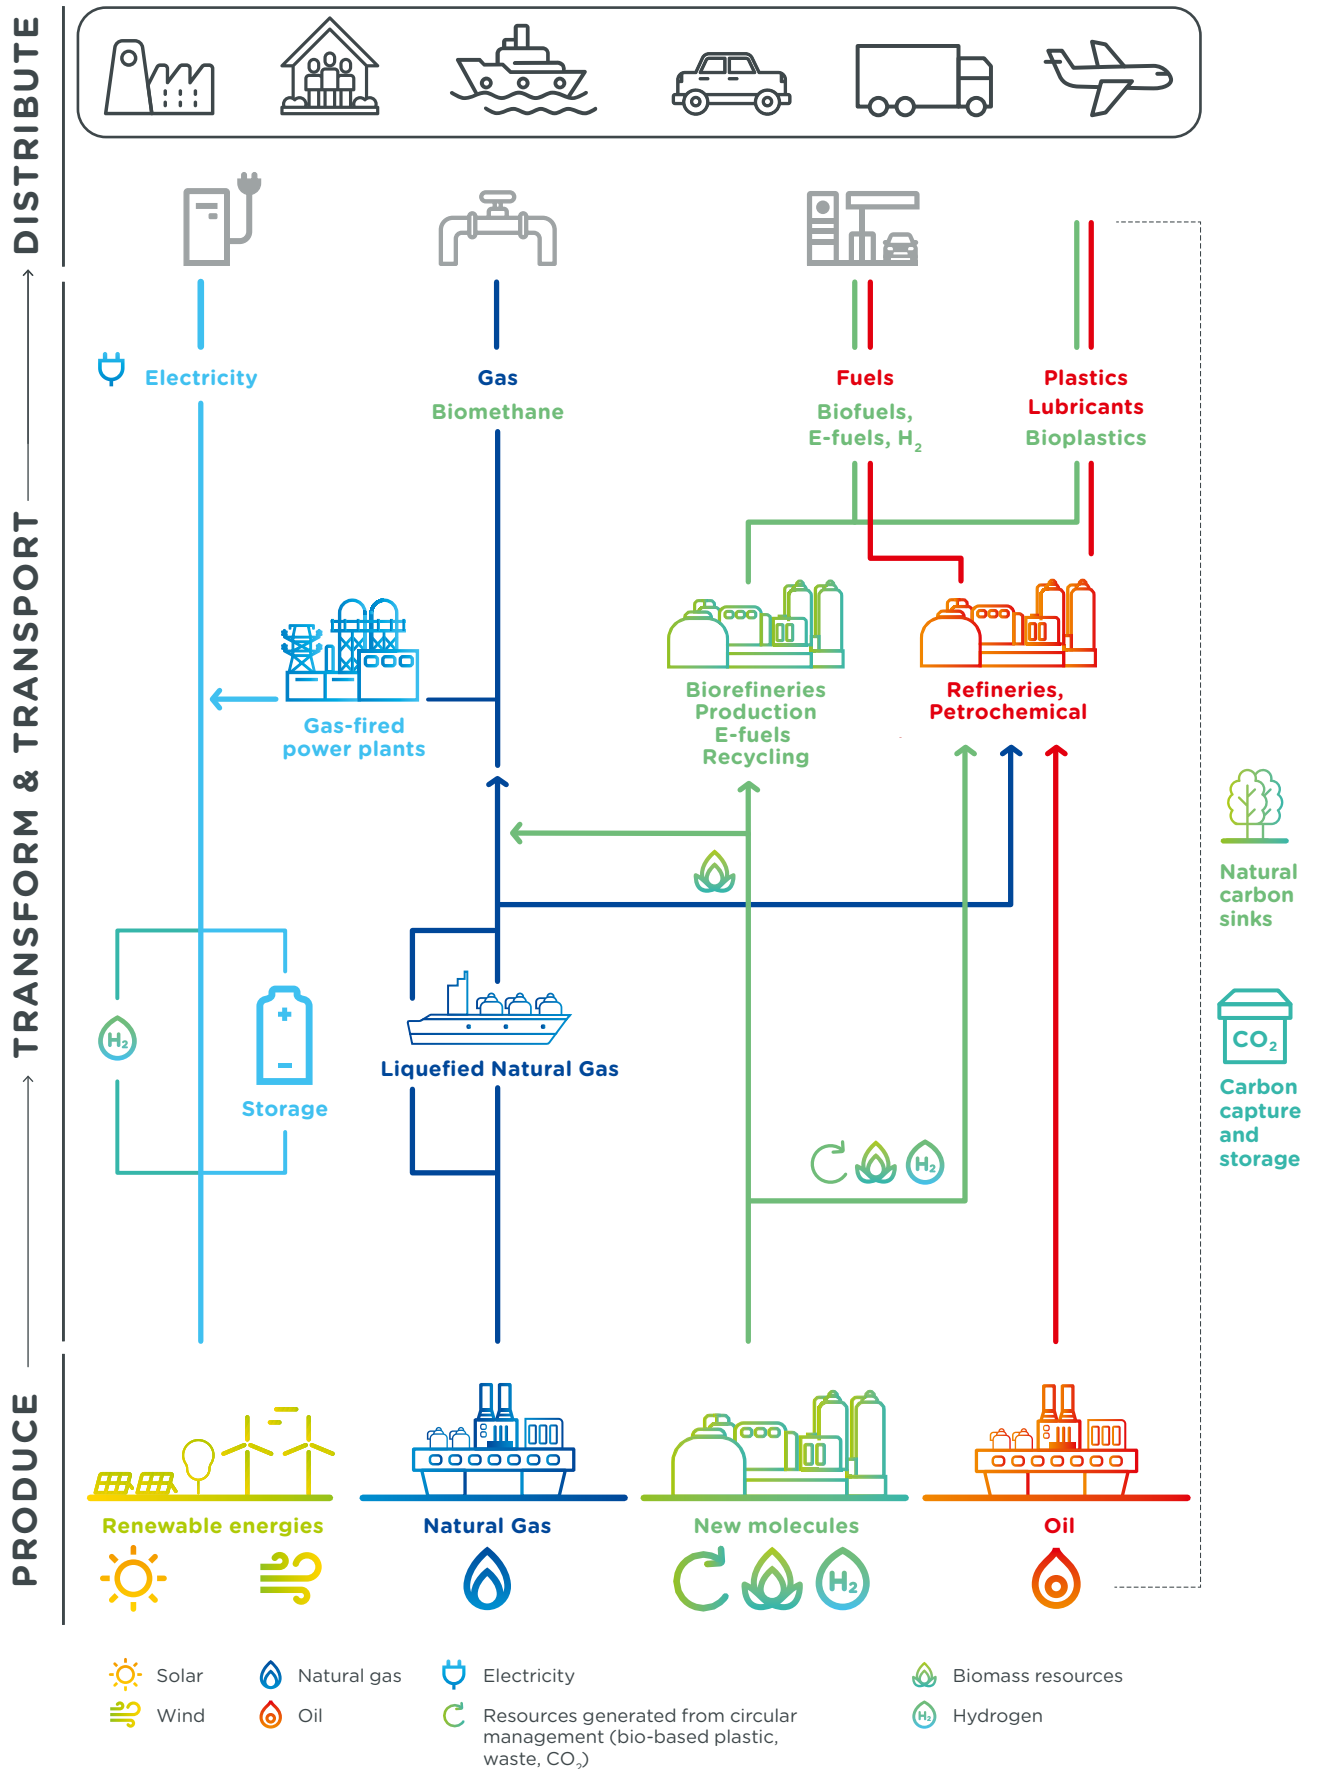 DISTRIBUTE
TRANSFORM & TRANSPORT
PRODUCE
Electricity
Gas
Biomethane
Fuels
Biofuels,
E-fuels, H₂
Plastics
Lubricants
Bioplastics
Gas-fired
power plants
Biorefineries
Production
E-fuels
Recycling
Refineries,
Petrochemical
Natural
carbon
sinks
H₂
+
-
Storage
Liquefied Natural Gas
CO₂
Carbon
capture
and
storage
H₂
Renewable energies
Natural Gas
New molecules
Oil
H₂
Solar
Natural gas
Electricity
Biomass resources
Wind
Oil
Resources generated from circular
management (bio-based plastic,
waste, CO₂)
H₂
Hydrogen